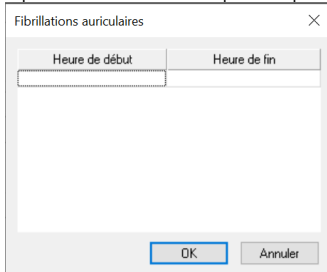 Fibrillations auriculaires
Heure de début Heure de fin
OK Annuler